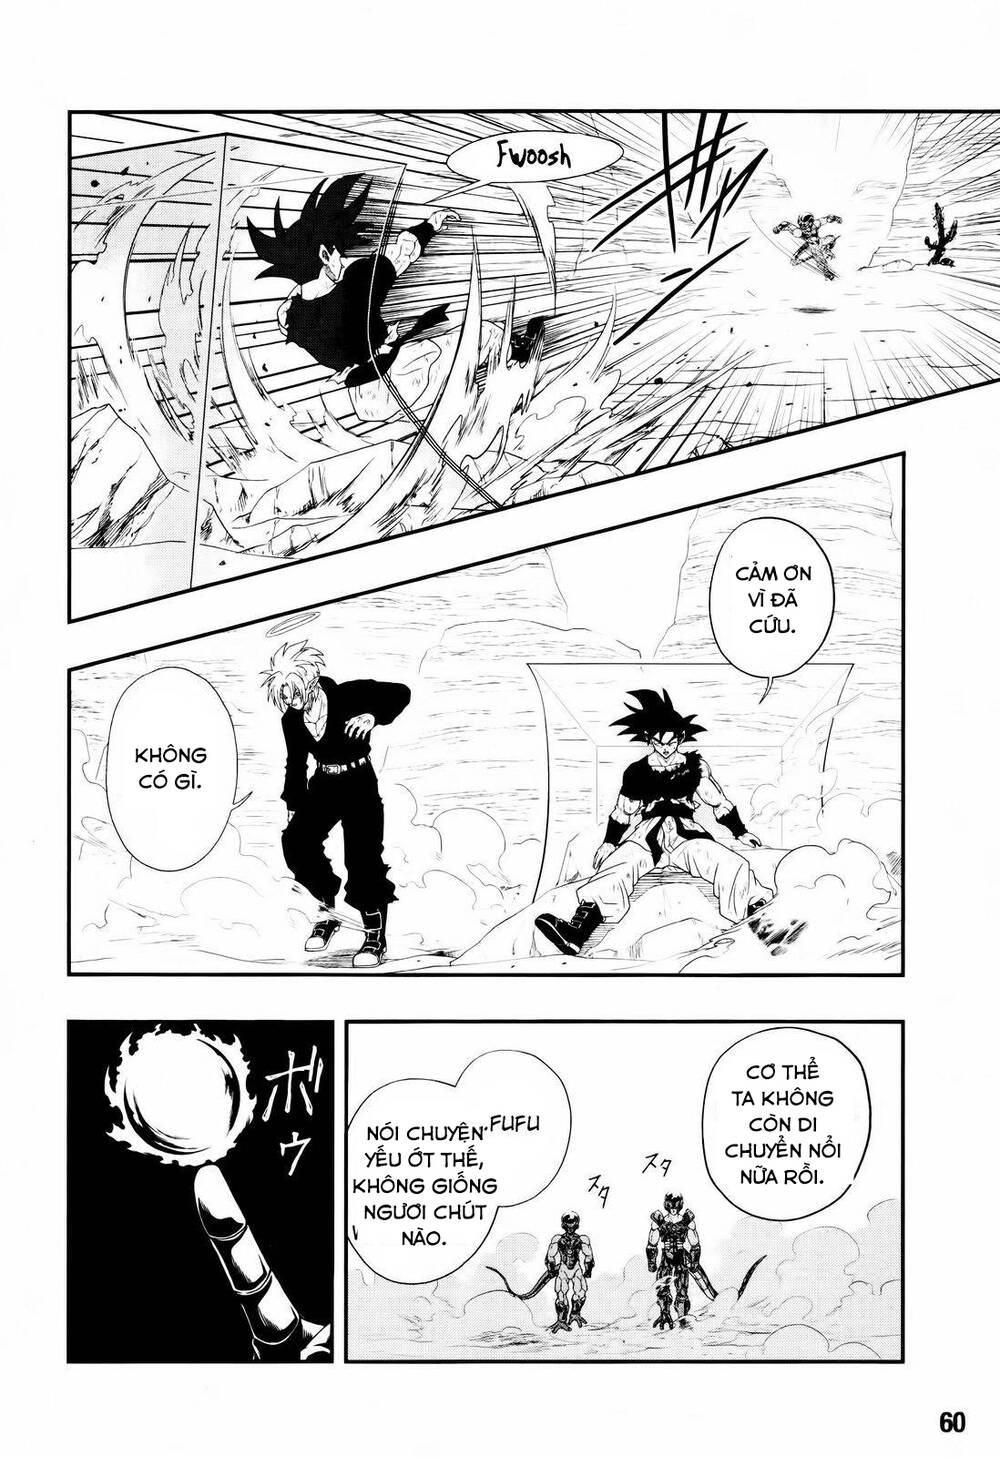 Fwoosh
CẢM ƠN
VÌ ĐÃ
CỨU.
KHÔNG
CÓ GÌ.
CƠ THỂ
TA KHÔNG
CÒN DI
CHUYỂN NỔI
NỮA RỒI.
FUFU
NÓI CHUYỆN
YẾU ỚT THẾ,
KHÔNG GIỐNG
NGƯƠI CHÚT
NÀO.
スタ
スタ
ボゥ
60